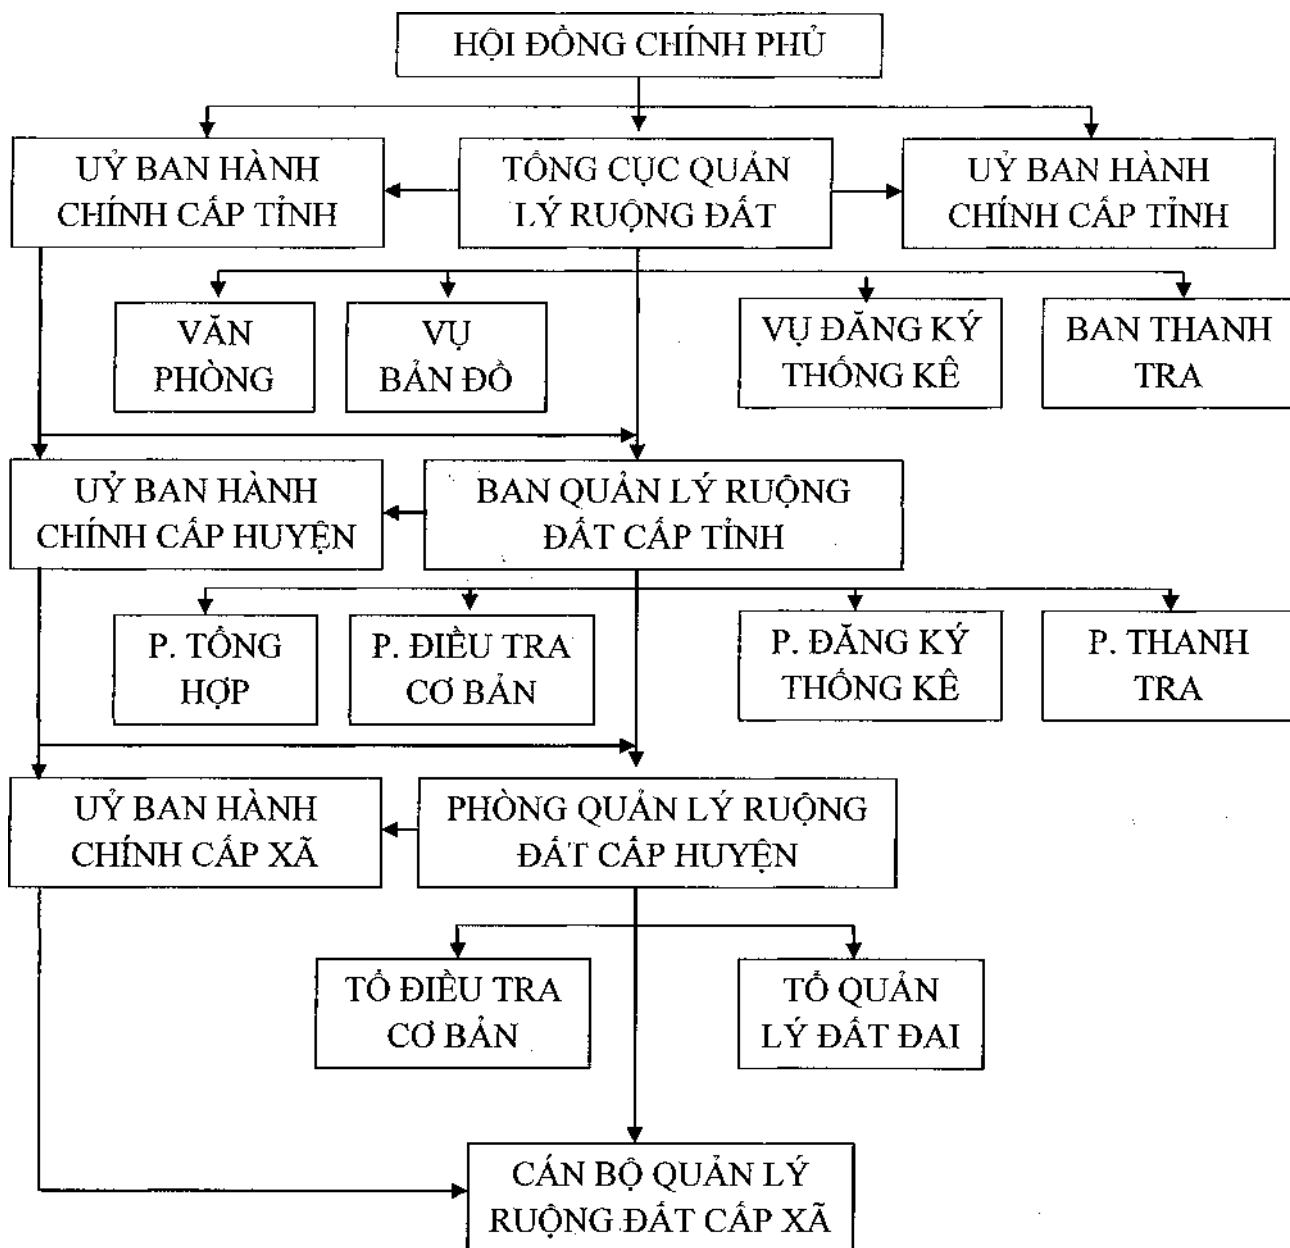 HỘI ĐỒNG CHÍNH PHỦ
UỶ BAN HÀNH
CHÍNH CẤP TỈNH
TỔNG CỤC QUẢN
LÝ RUỘNG ĐẤT
UỶ BAN HÀNH
CHÍNH CẤP TỈNH
VĂN
PHÒNG
VỤ
BẢN ĐỒ
VỤ ĐĂNG KÝ
THỐNG KÊ
BAN THANH
TRA
UỶ BAN HÀNH
CHÍNH CẤP HUYỆN
BAN QUẢN LÝ RUỘNG
ĐẤT CẤP TỈNH
P. TỔNG
HỢP
P. ĐIỀU TRA
CƠ BẢN
P. ĐĂNG KÝ
THỐNG KÊ
P. THANH
TRA
UỶ BAN HÀNH
CHÍNH CẤP XÃ
PHÒNG QUẢN LÝ RUỘNG
ĐẤT CẤP HUYỆN
TỔ ĐIỀU TRA
CƠ BẢN
TỔ QUẢN
LÝ ĐẤT ĐAI
CÁN BỘ QUẢN LÝ
RUỘNG ĐẤT CẤP XÃ